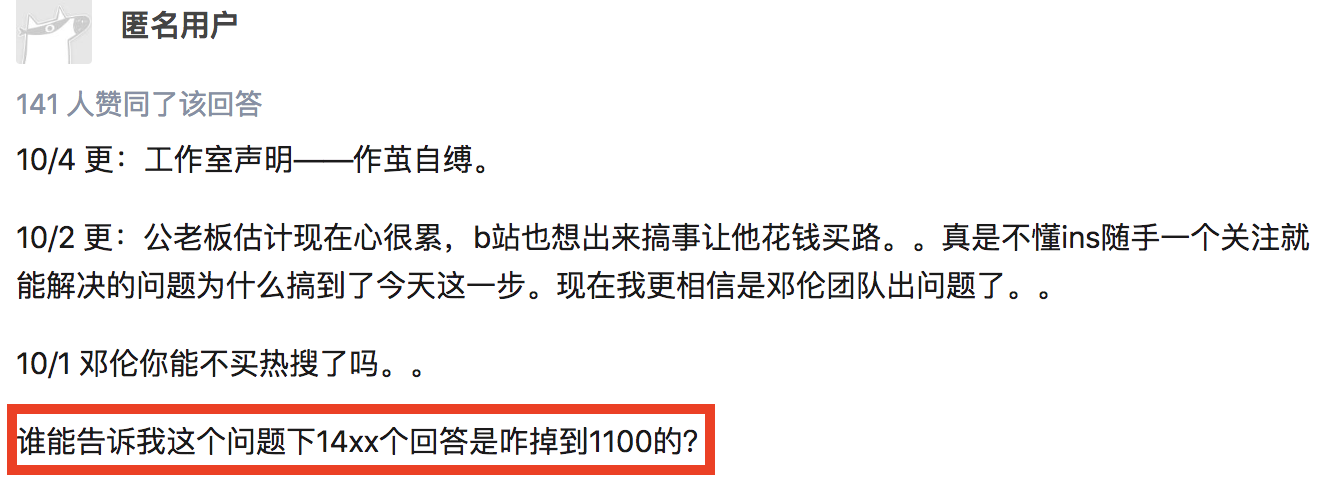 匿名用户
141 人赞同了该回答
10/4 更：工作室声明——作茧自缚。
10/2 更：公老板估计现在心很累，b站也想出来搞事让他花钱买路。。真是不懂ins随手一个关注就
能解决的问题为什么搞到了今天这一步。现在我更相信是邓伦团队出问题了。。
10/1 邓伦你能不买热搜了吗。。
谁能告诉我这个问题下14xx个回答是咋掉到1100的?